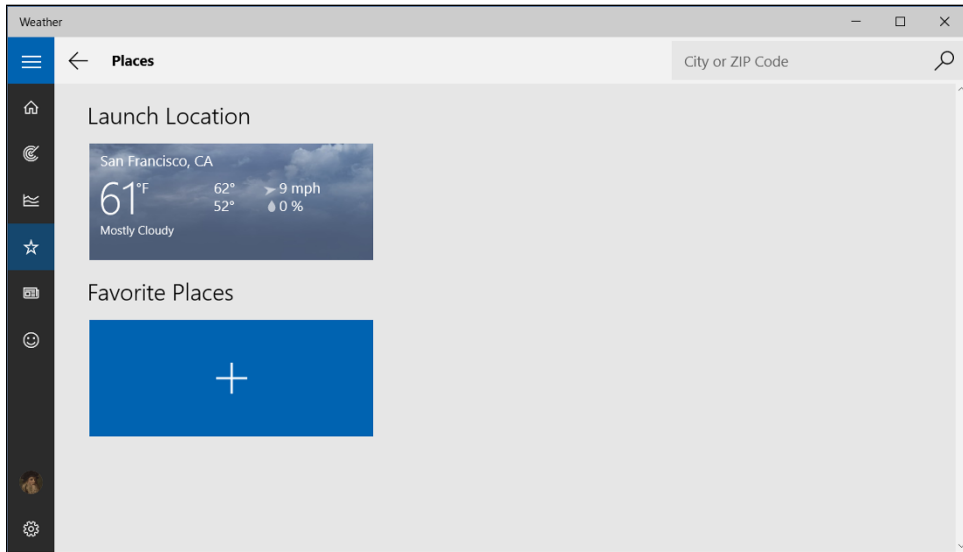 Weather
Places
City or ZIP Code
Launch Location
San Francisco, CA
61°F
62°
9 mph
52°
0 %
Mostly Cloudy
Favorite Places